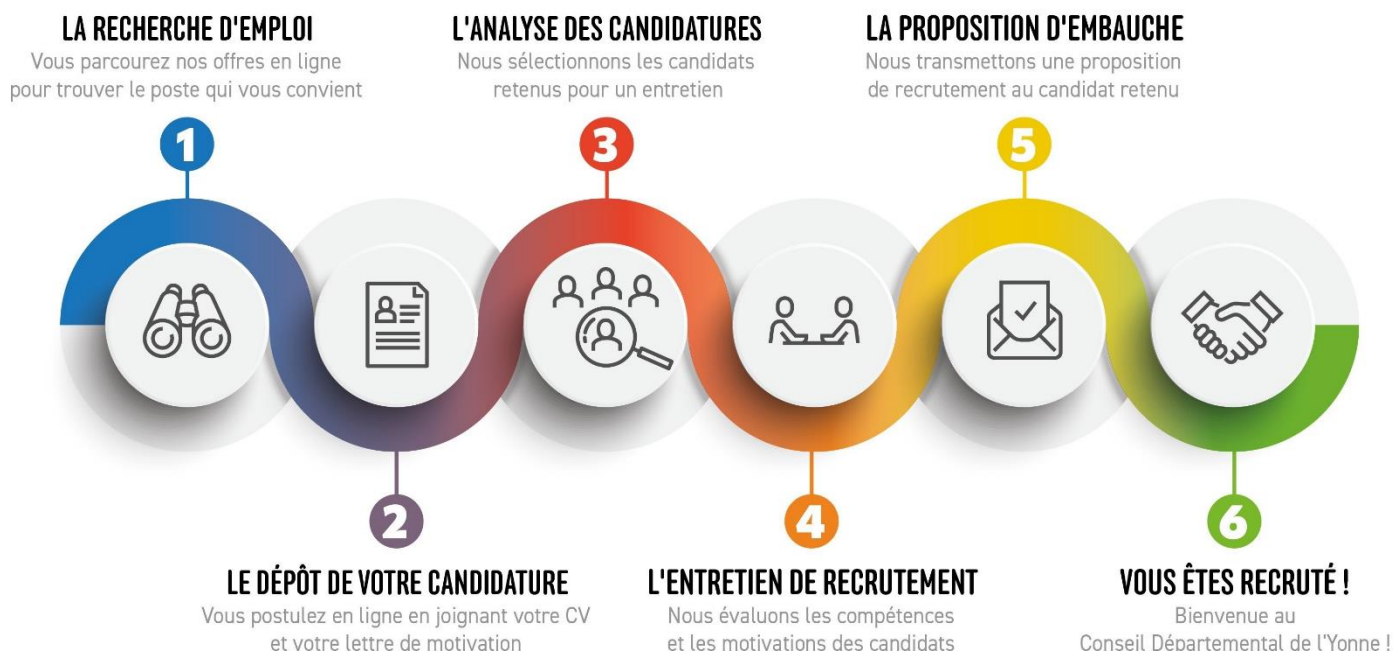 LA RECHERCHE D'EMPLOI
Vous parcourez nos offres en ligne
pour trouver le poste qui vous convient
1
2
LE DÉPÔT DE VOTRE CANDIDATURE
Vous postulez en ligne en joignant votre CV
et votre lettre de motivation
L'ANALYSE DES CANDIDATURES
Nous sélectionnons les candidats
retenus pour un entretien
3
4
L'ENTRETIEN DE RECRUTEMENT
Nous évaluons les compétences
et les motivations des candidats
LA PROPOSITION D'EMBAUCHE
Nous transmettons une proposition
de recrutement au candidat retenu
5
6
VOUS ÊTES RECRUTÉ !
Bienvenue au
Conseil Départemental de l'Yonne !